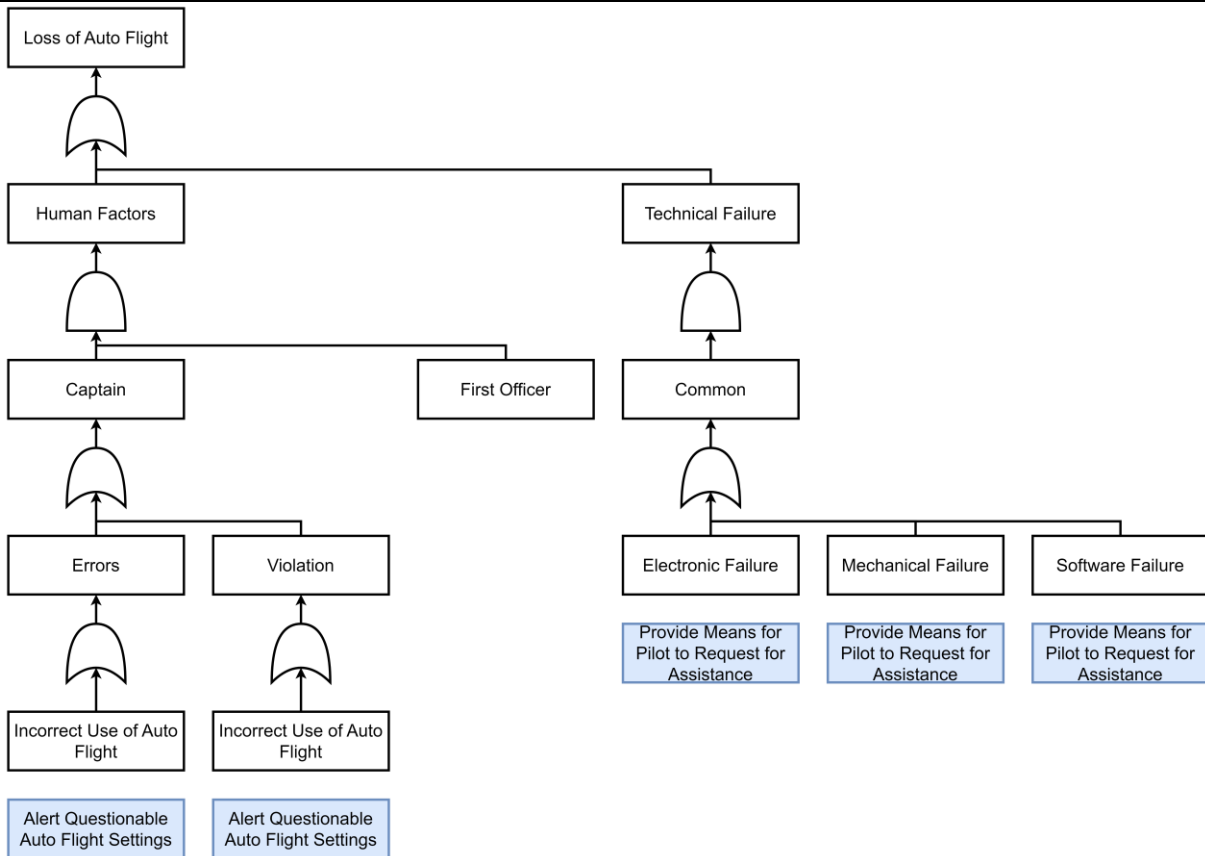 Loss of Auto Flight
Human Factors
Technical Failure
Captain
First Officer
Common
Errors
Violation
Electronic Failure
Mechanical Failure
Software Failure
Provide Means for
Pilot to Request for
Assistance
Provide Means for
Pilot to Request for
Assistance
Provide Means for
Pilot to Request for
Assistance
Incorrect Use of Auto
Flight
Incorrect Use of Auto
Flight
Alert Questionable
Auto Flight Settings
Alert Questionable
Auto Flight Settings